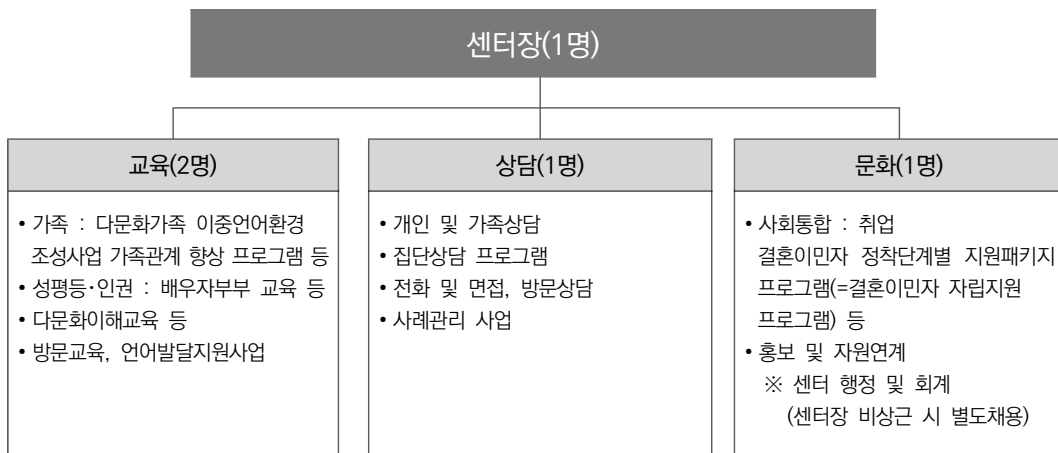 센터장(1명)
교육(2명)
• 가족 : 다문화가족 이중언어환경
조성사업 가족관계 향상 프로그램 등
• 성평등·인권 : 배우자부부 교육 등
• 다문화이해교육 등
• 방문교육, 언어발달지원사업
상담(1명)
• 개인 및 가족상담
• 집단상담 프로그램
• 전화 및 면접, 방문상담
• 사례관리 사업
문화(1명)
• 사회통합 : 취업
결혼이민자 정착단계별 지원패키지
프로그램(=결혼이민자 자립지원
프로그램) 등
• 홍보 및 자원연계
※ 센터 행정 및 회계
(센터장 비상근 시 별도채용)